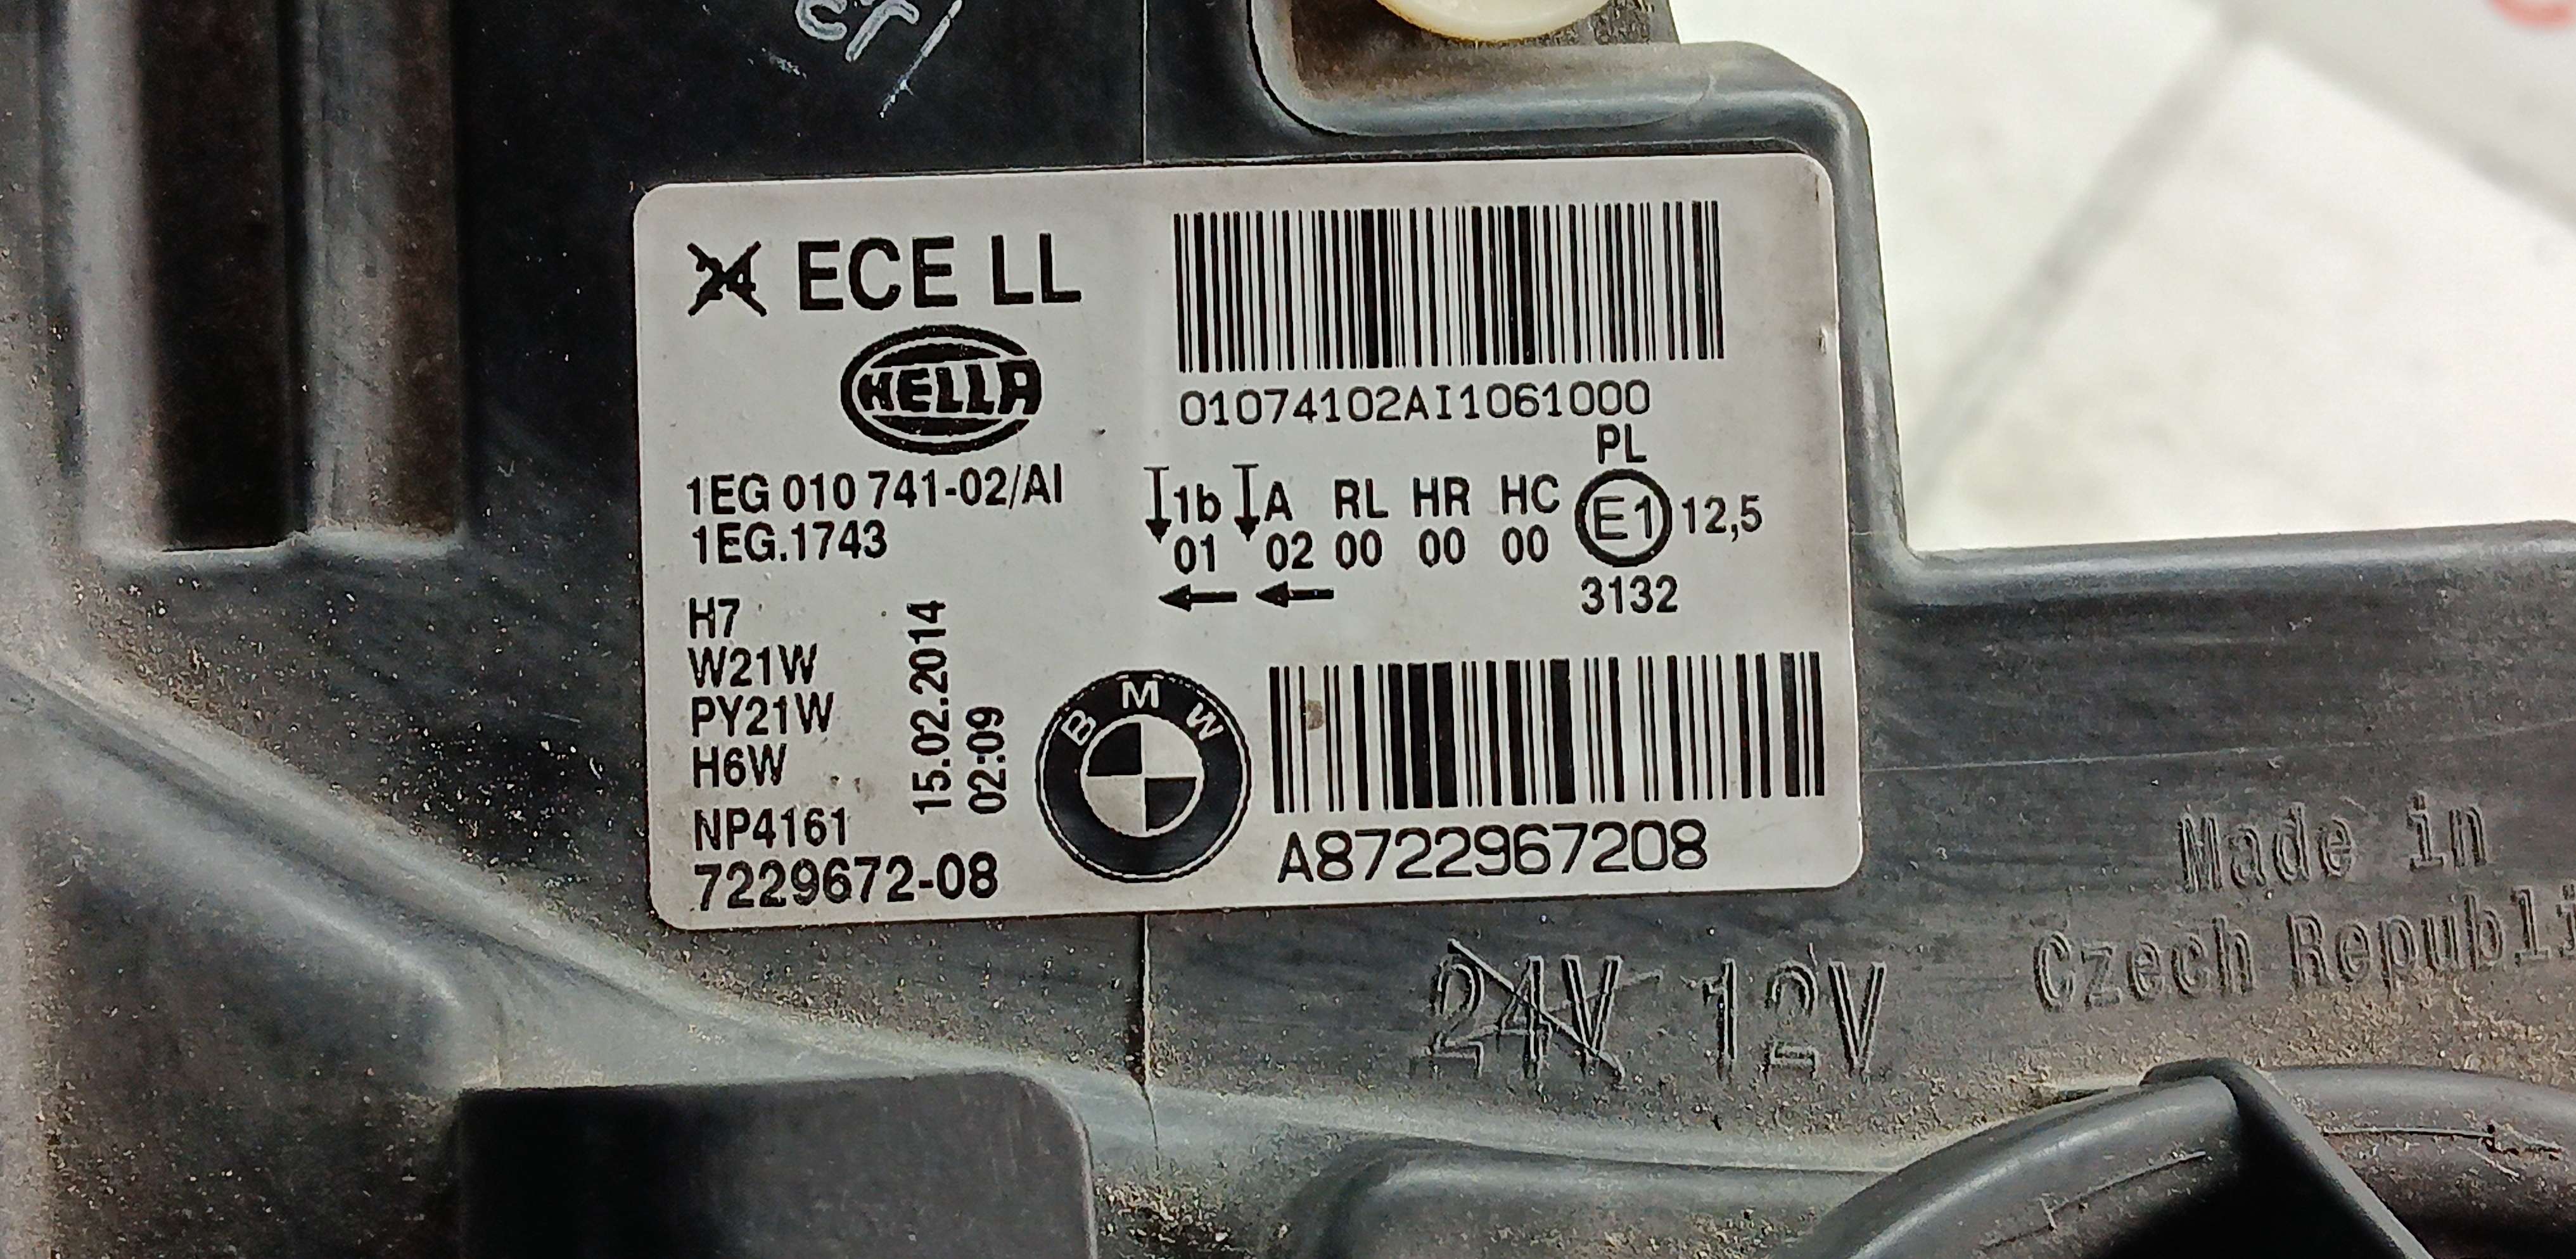 24 ECE LL
HELLA
1EG 010 741-02/AI
1EG.1743
H7
W21W
PY21W
H6W
NP4161
7229672-08
15.02.2014
02:09
01074102AI1061000
PL
1b A RL HR HC E1 12,5
01 02 00 00 00
3132
BMW
A8722967208
24V 12V
Made in
Czech Republi